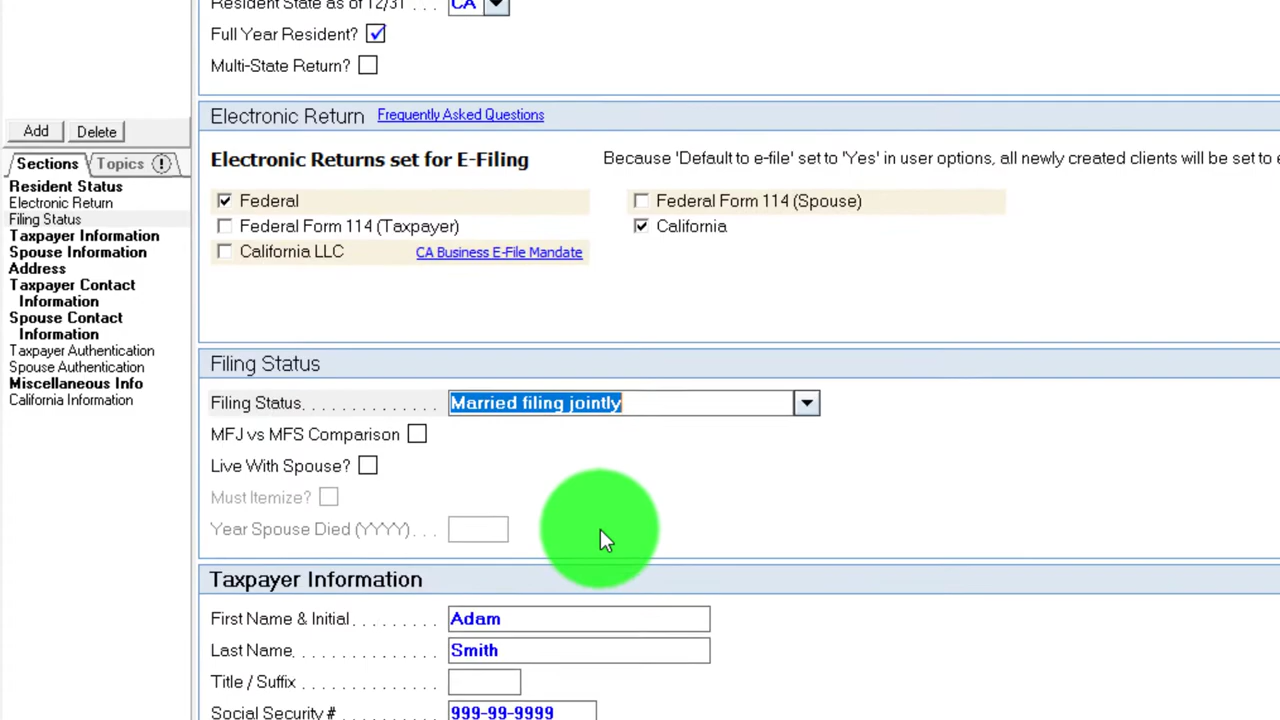 Resident State as of 12/31 . . . CA
Full Year Resident?
Multi-State Return?
Add Delete
Sections Topics
Resident Status
Electronic Return
Filing Status
Taxpayer Information
Spouse Information
Address
Taxpayer Contact
Information
Spouse Contact
Information
Taxpayer Authentication
Spouse Authentication
Miscellaneous Info
California Information
Electronic Return Frequently Asked Questions
Electronic Returns set for E-Filing Because 'Default to e-file' set to 'Yes' in user options, all newly created clients will be set to e
Federal Federal Form 114 (Spouse)
Federal Form 114 (Taxpayer) California
California LLC CA Business E-File Mandate
Filing Status
Filing Status. . . . . . . . . . . . . Married filing jointly
MFJ vs MFS Comparison
Live With Spouse?
Must Itemize?
Year Spouse Died (YYYY) . . .
Taxpayer Information
First Name & Initial . . . . . . . . . Adam
Last Name. . . . . . . . . . . . . . Smith
Title / Suffix . . . . . . . . . . . . .
Social Security # . . . . . . . . . . 999-99-9999